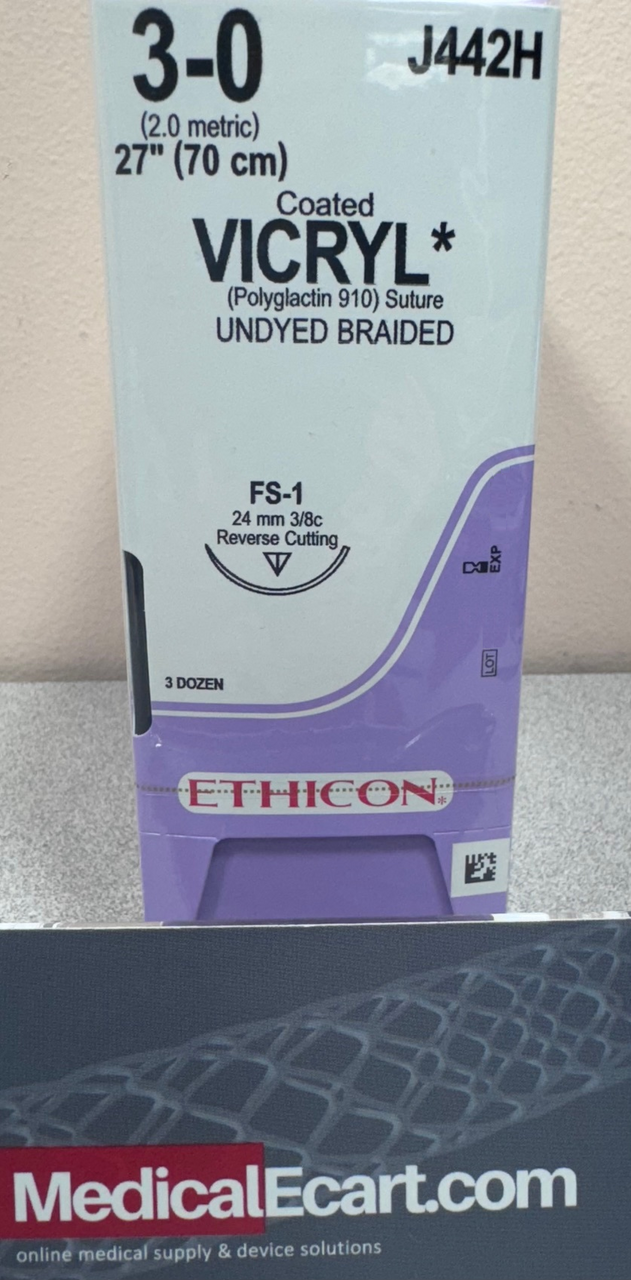 3-0
J442H
(2.0 metric)
27" (70 cm)
Coated
VICRYL*
(Polyglactin 910) Suture
UNDYED BRAIDED
FS-1
24 mm 3/8c
Reverse Cutting
EXP
LOT
3 DOZEN
ETHICON*
MedicalEcart.com
online medical supply & device solutions